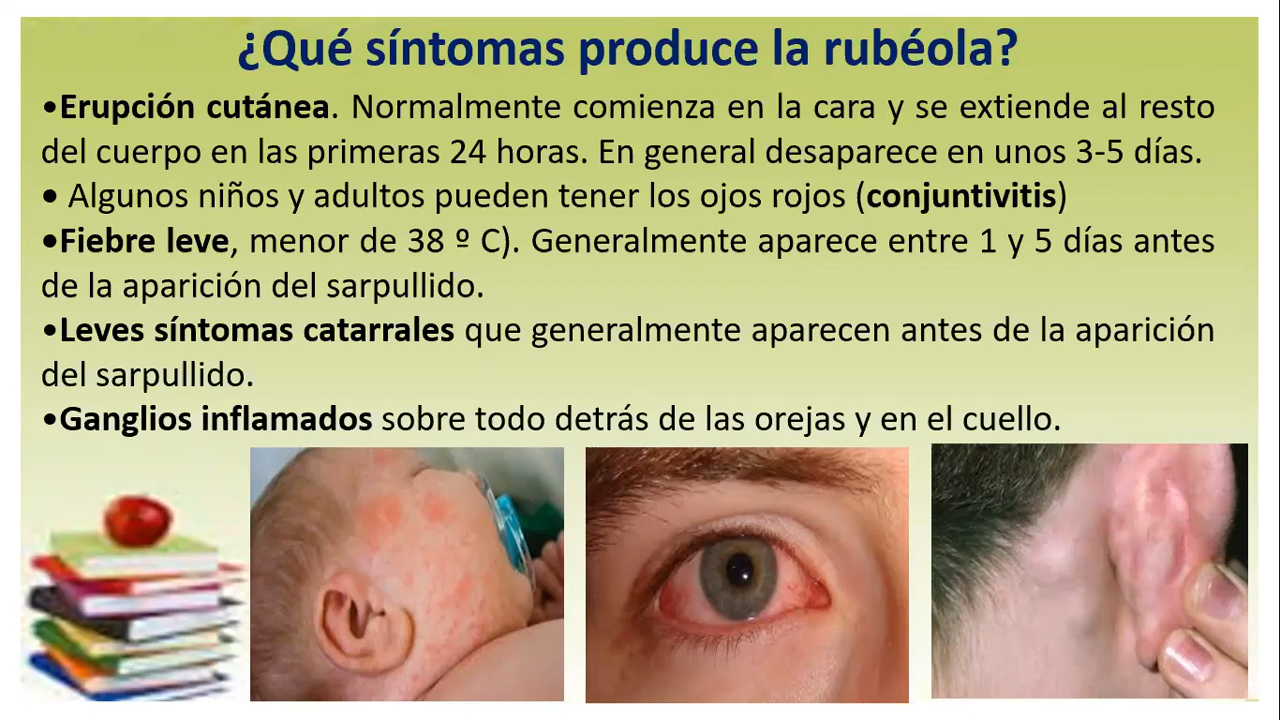 ¿Qué síntomas produce la rubéola?
•Erupción cutánea. Normalmente comienza en la cara y se extiende al resto
del cuerpo en las primeras 24 horas. En general desaparece en unos 3-5 días.
• Algunos niños y adultos pueden tener los ojos rojos (conjuntivitis)
•Fiebre leve, menor de 38 º C). Generalmente aparece entre 1 y 5 días antes
de la aparición del sarpullido.
•Leves síntomas catarrales que generalmente aparecen antes de la aparición
del sarpullido.
•Ganglios inflamados sobre todo detrás de las orejas y en el cuello.